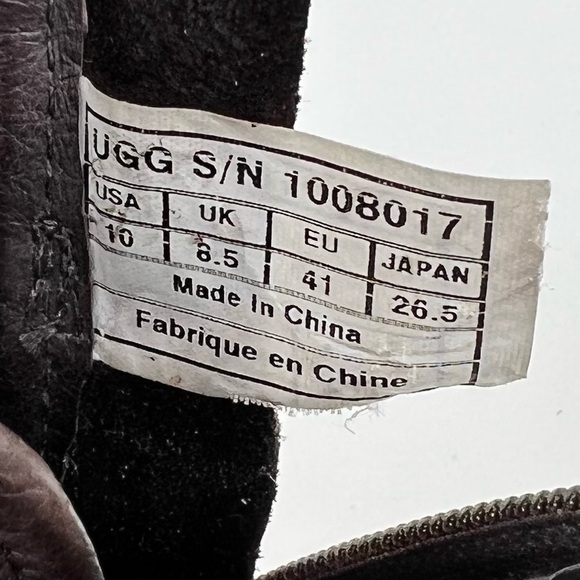 UGG S/N 1008017
USA UK EU JAPAN
10 8.5 41 26.5
Made In China
Fabrique en Chine